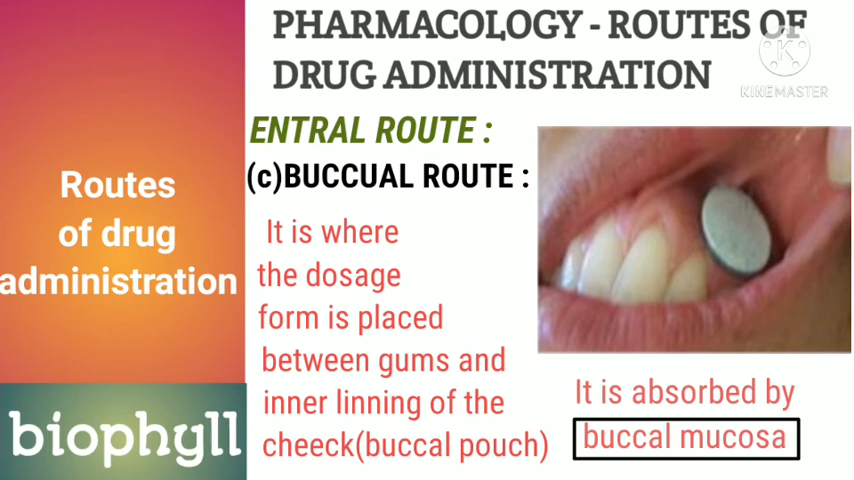 PHARMACOLOGY - ROUTES OF
DRUG ADMINISTRATION
KINEMASTER
ENTRAL ROUTE :
(c)BUCCUAL ROUTE :
Routes
of drug
administration
It is where
the dosage
form is placed
between gums and
inner linning of the
cheeck(buccal pouch)
It is absorbed by
buccal mucosa
biophyll